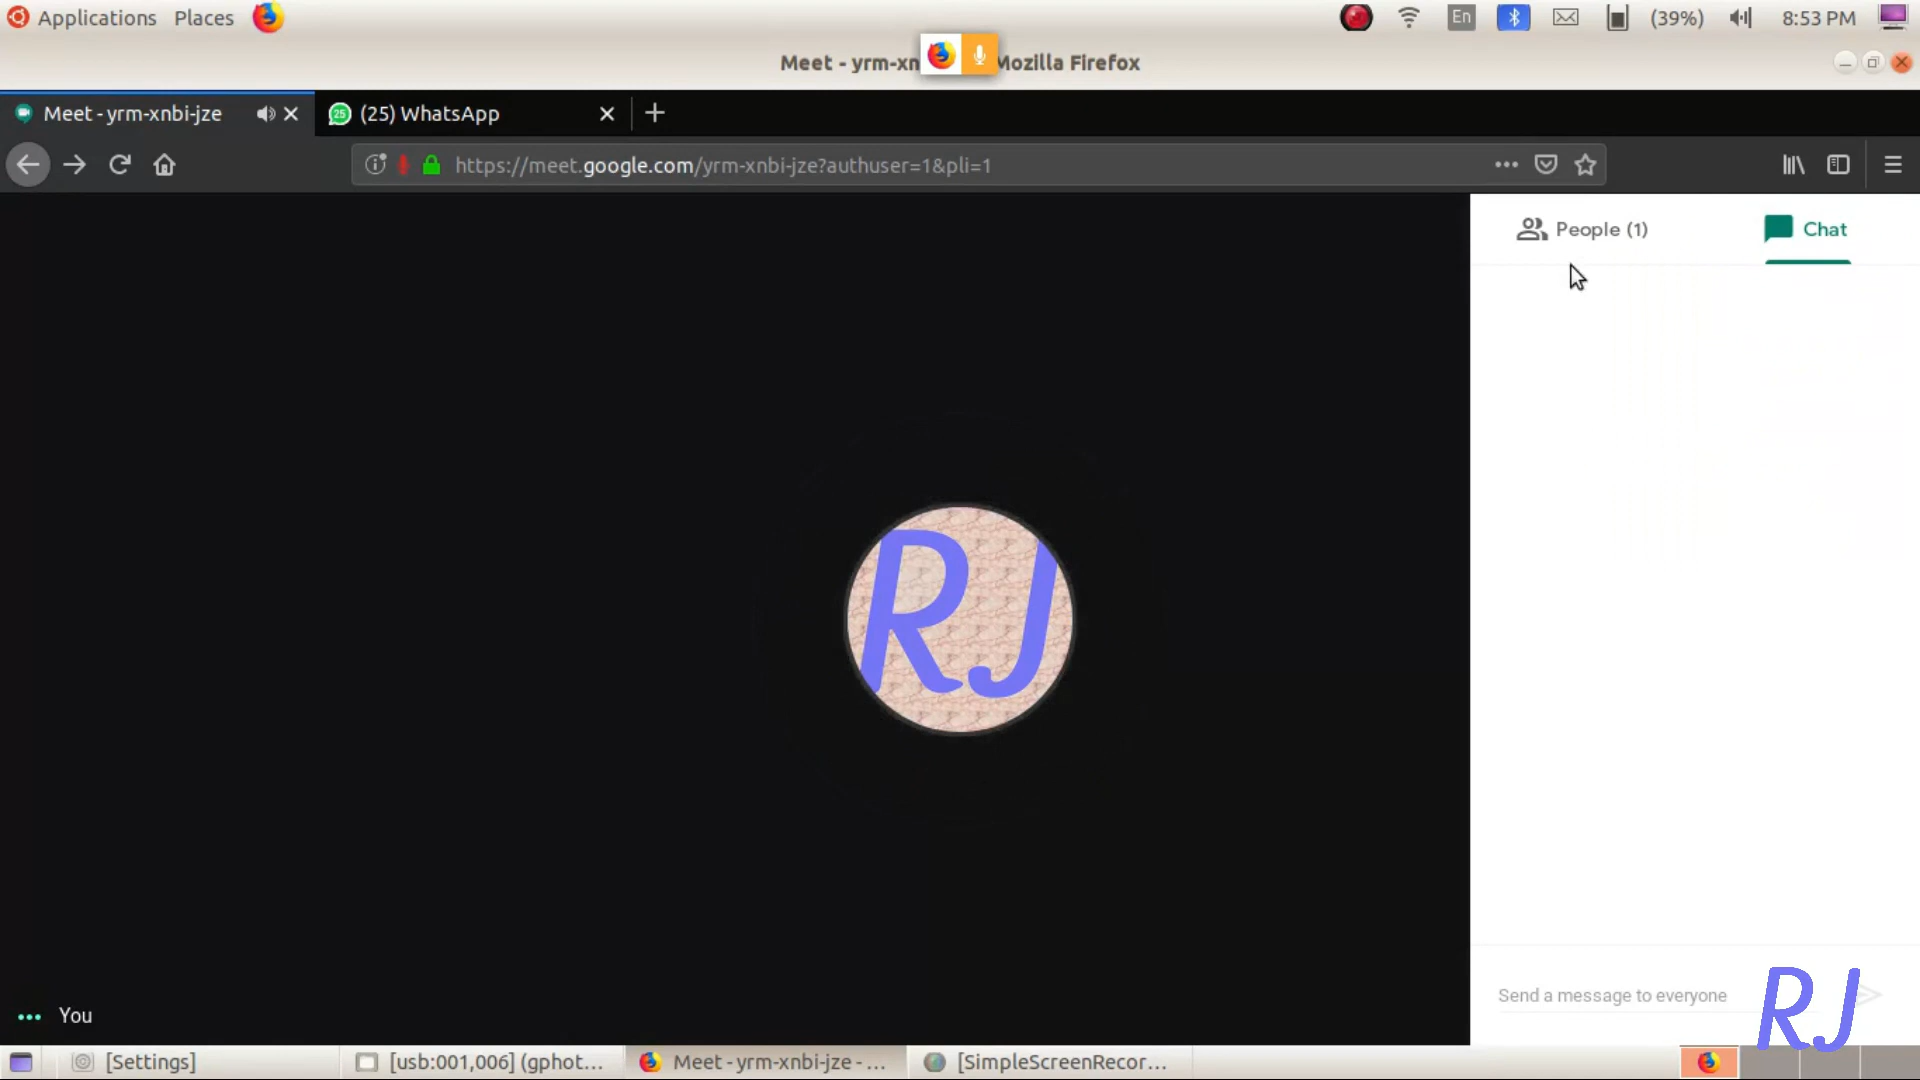 Applications Places
En (39%) 8:53 PM
Meet - yrm-xn Mozilla Firefox
Meet - yrm-xnbi-jze
25 (25) WhatsApp
https://meet.google.com/yrm-xnbi-jze?authuser=1&pli=1
People (1) Chat
RJ
Send a message to everyone
RJ
You
[Settings] [usb:001,006] (gphot... Meet - yrm-xnbi-jze - ... [SimpleScreenRecor...